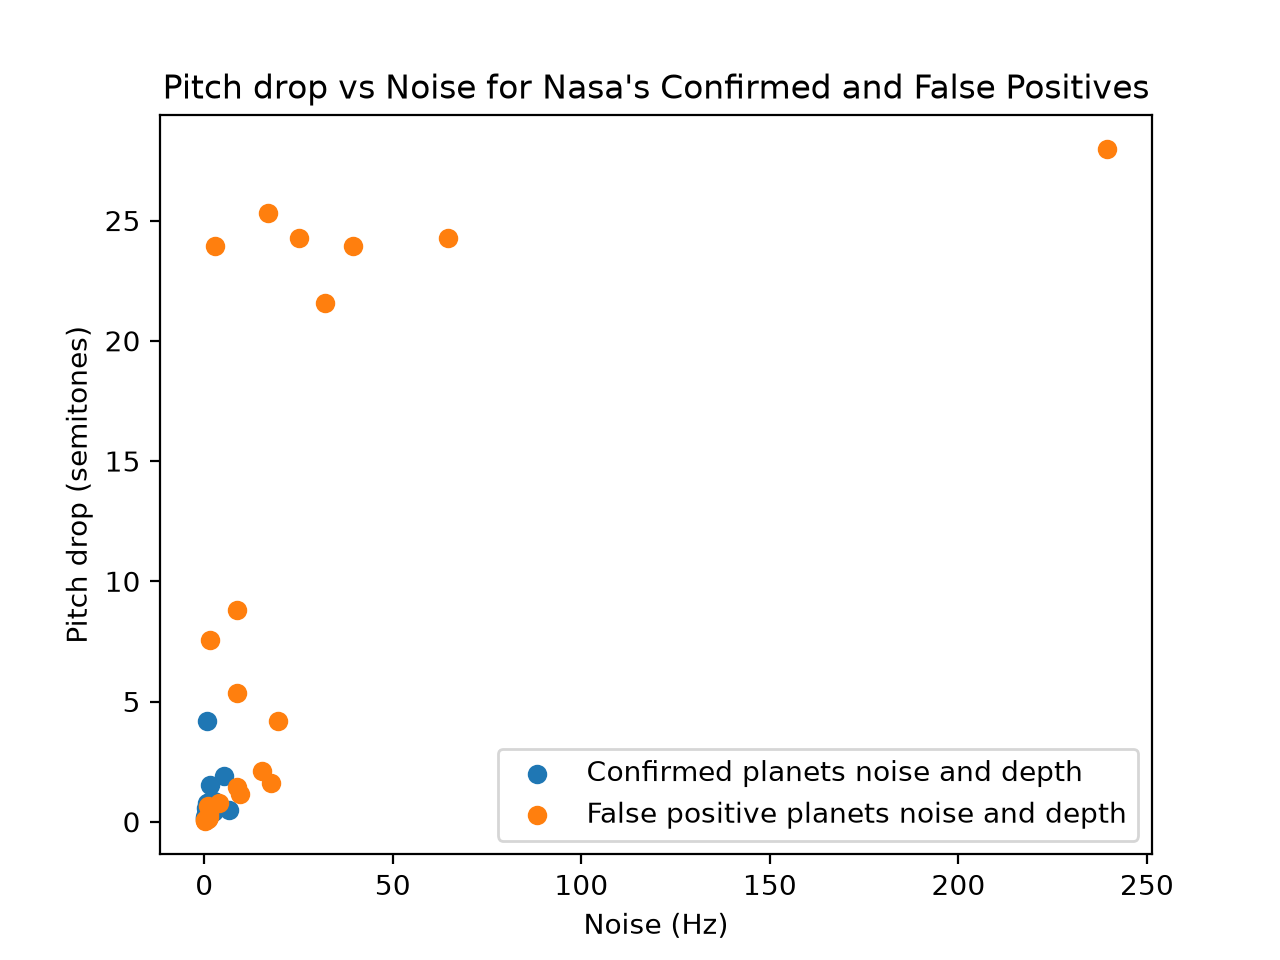 Pitch drop vs Noise for Nasa's Confirmed and False Positives
25
20
15
10
5
0
Pitch drop (semitones)
Confirmed planets noise and depth
False positive planets noise and depth
0 50 100 150 200 250
Noise (Hz)